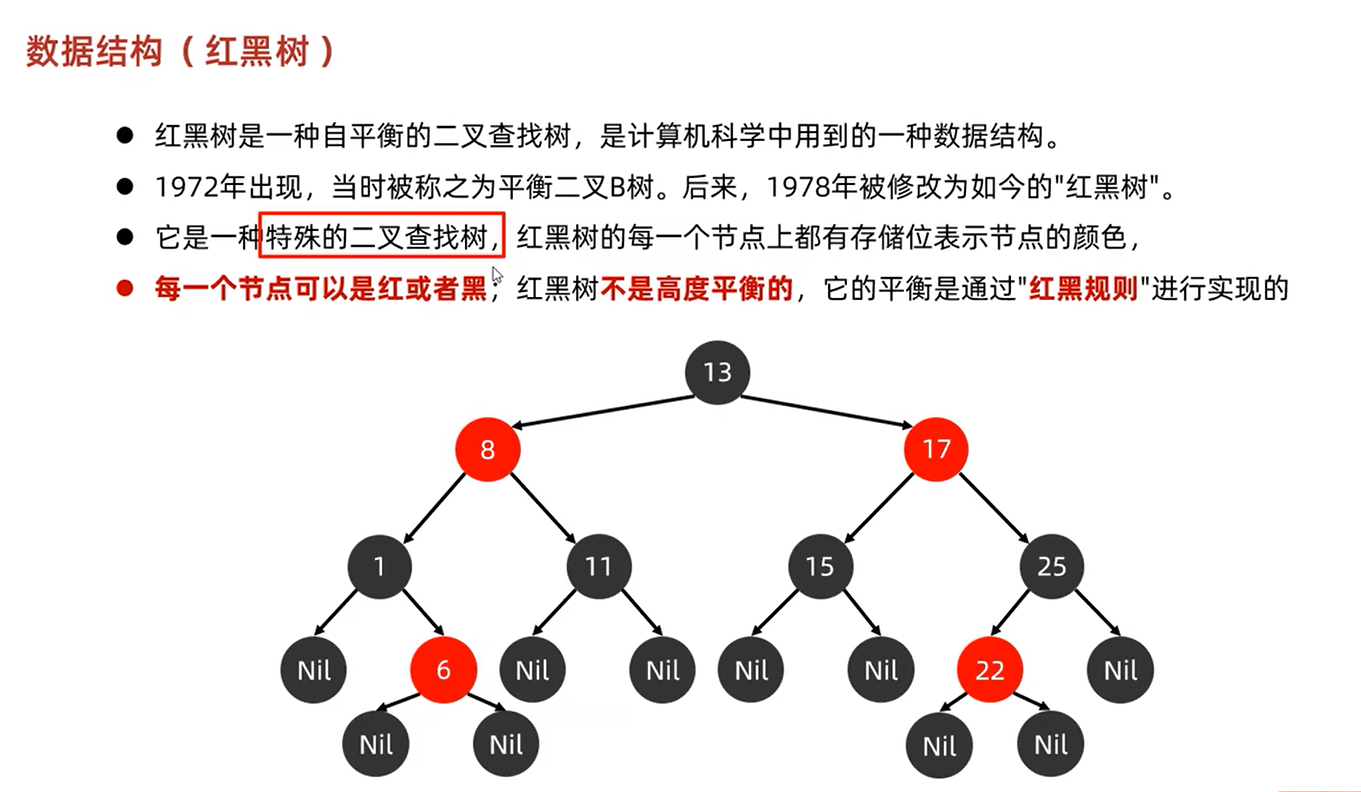 数据结构（红黑树）
● 红黑树是一种自平衡的二叉查找树，是计算机科学中用到的一种数据结构。
● 1972年出现，当时被称之为平衡二叉B树。后来，1978年被修改为如今的"红黑树"。
● 它是一种特殊的二叉查找树，红黑树的每一个节点上都有存储位表示节点的颜色，
● 每一个节点可以是红或者黑；红黑树不是高度平衡的，它的平衡是通过"红黑规则"进行实现的
13
8 17
1 11 15 25
Nil 6 Nil Nil Nil Nil 22 Nil
Nil Nil Nil Nil